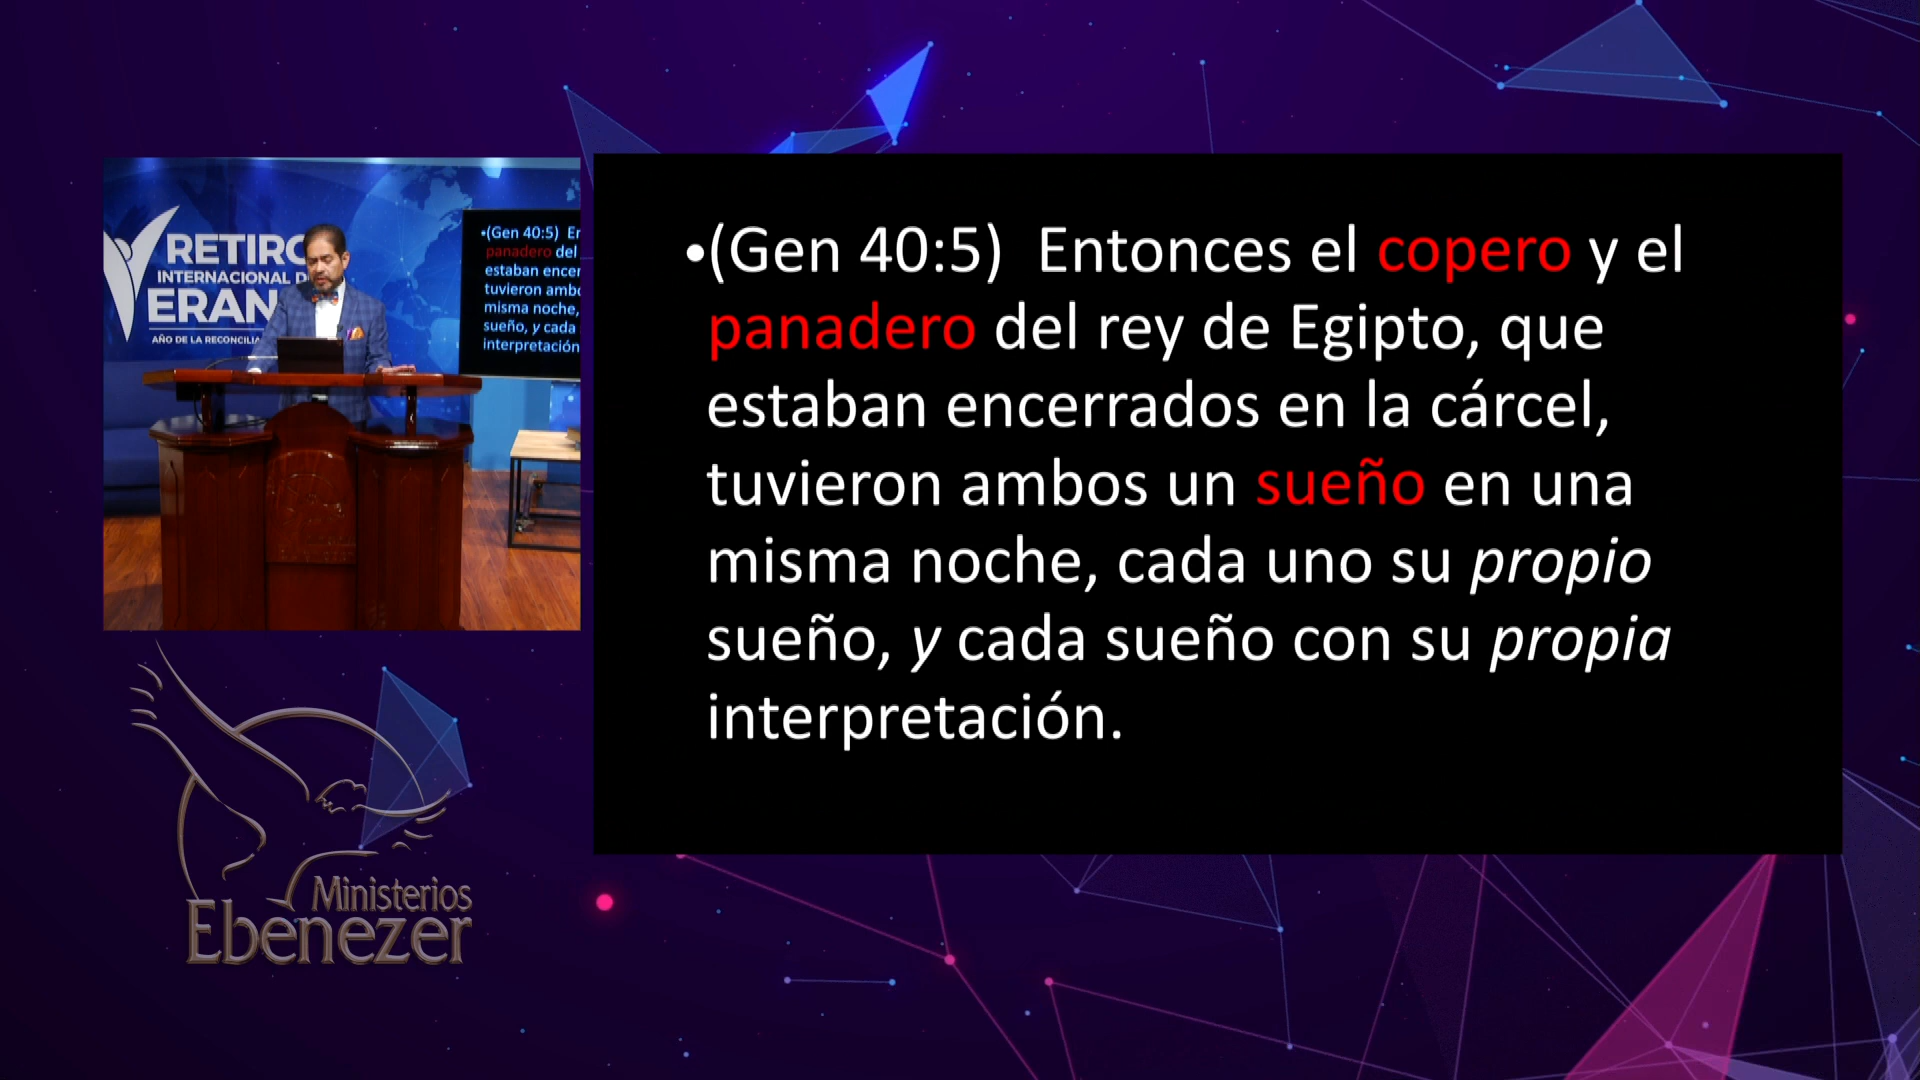 RETIRO
INTERNACIONAL D
ERAN
AÑO DE LA RECONCILIA
•(Gen 40:5) En
panadero del
estaban encer
tuvieron ambo
misma noche,
sueño, y cada
interpretación
•(Gen 40:5) Entonces el copero y el
panadero del rey de Egipto, que
estaban encerrados en la cárcel,
tuvieron ambos un sueño en una
misma noche, cada uno su propio
sueño, y cada sueño con su propia
interpretación.
Ministerios
Ebenezer